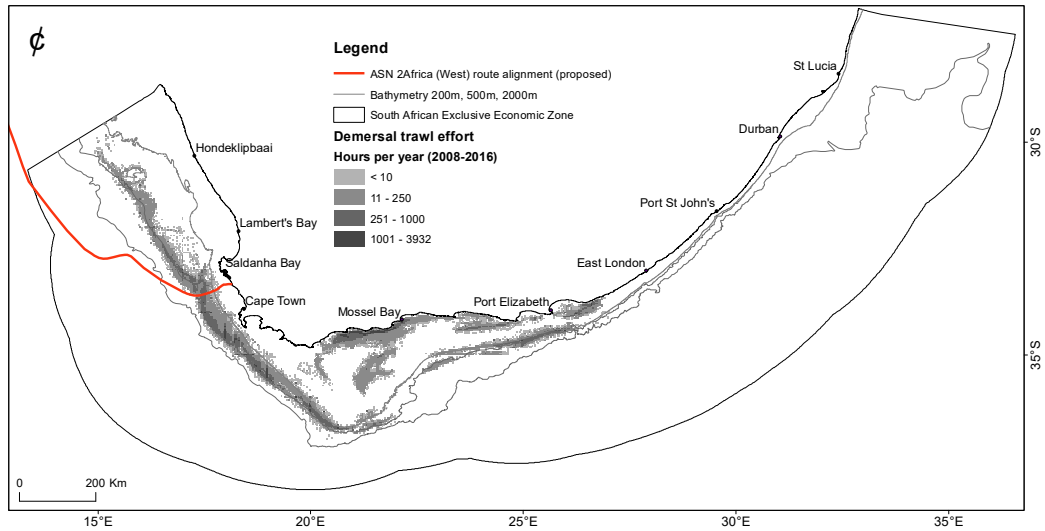 ¢
Legend
ASN 2Africa (West) route alignment (proposed)
Bathymetry 200m, 500m, 2000m
South African Exclusive Economic Zone
Demersal trawl effort
Hours per year (2008-2016)
< 10
11 - 250
251 - 1000
1001 - 3932
St Lucia
Durban
30°S
Hondeklipbaai
Port St John's
Lambert's Bay
East London
Saldanha Bay
Cape Town
Mossel Bay
Port Elizabeth
35°S
0 200 Km
15°E 20°E 25°E 30°E 35°E